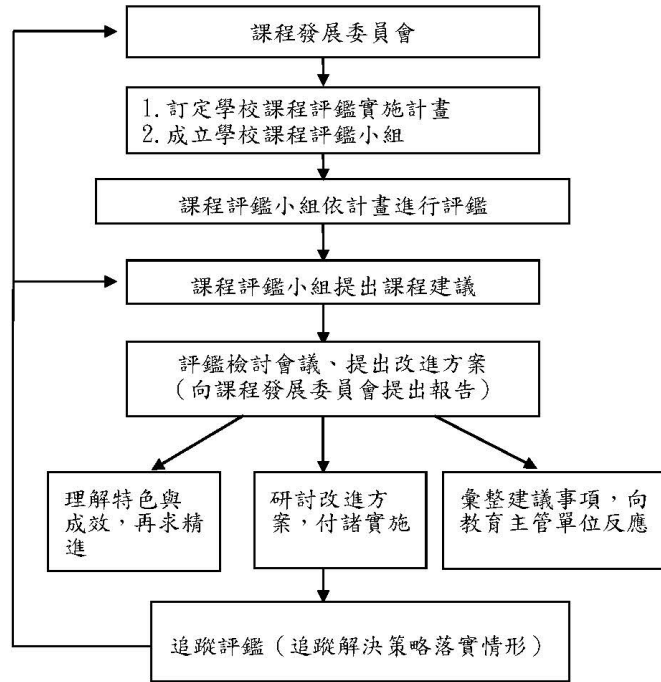 課程發展委員會
1.訂定學校課程評鑑實施計畫
2.成立學校課程評鑑小組
課程評鑑小組依計畫進行評鑑
課程評鑑小組提出課程建議
評鑑檢討會議、提出改進方案
（向課程發展委員會提出報告）
理解特色與
成效，再求精
進
研討改進方
案，付諸實施
彙整建議事項，向
教育主管單位反應
追蹤評鑑（追蹤解決策略落實情形）